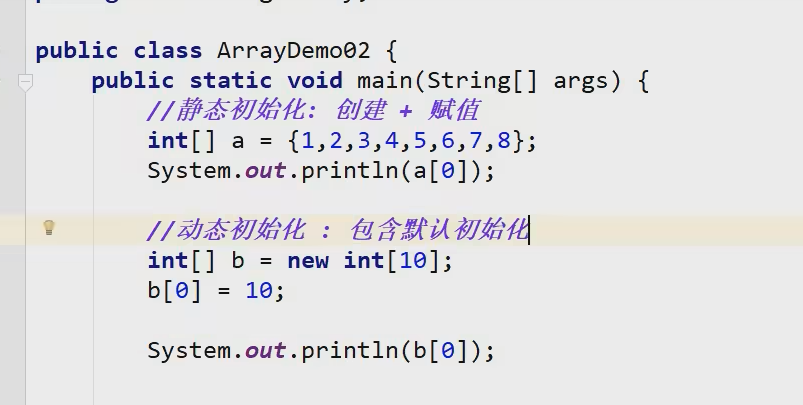 public class ArrayDemo02 {
public static void main(String[] args) {
//静态初始化: 创建 + 赋值
int[] a = {1,2,3,4,5,6,7,8};
System.out.println(a[0]);
//动态初始化 : 包含默认初始化
int[] b = new int[10];
b[0] = 10;
System.out.println(b[0]);